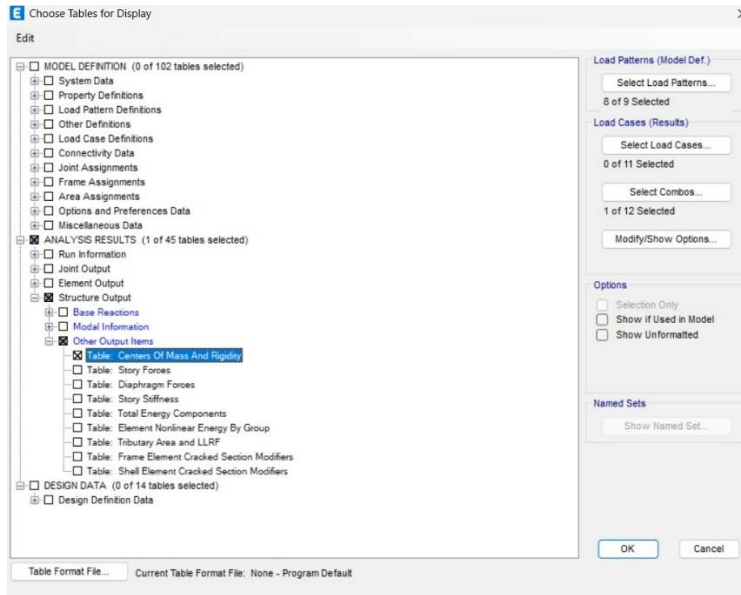 E Choose Tables for Display
Edit
MODEL DEFINITION (0 of 102 tables selected)
System Data
Property Definitions
Load Pattern Definitions
Other Definitions
Load Case Definitions
Connectivity Data
Joint Assignments
Frame Assignments
Area Assignments
Options and Preferences Data
Miscellaneous Data
ANALYSIS RESULTS (1 of 45 tables selected)
Run Information
Joint Output
Element Output
Structure Output
Base Reactions
Modal Information
Other Output Items
Table: Centers Of Mass And Rigidity
Table: Story Forces
Table: Diaphragm Forces
Table: Story Stiffness
Table: Total Energy Components
Table: Element Nonlinear Energy By Group
Table: Tributary Area and LLRF
Table: Frame Element Cracked Section Modifiers
Table: Shell Element Cracked Section Modifiers
DESIGN DATA (0 of 14 tables selected)
Design Definition Data
Load Patterns (Model Def.)
Select Load Patterns...
8 of 9 Selected
Load Cases (Results)
Select Load Cases...
0 of 11 Selected
Select Combos...
1 of 12 Selected
Modify/Show Options...
Options
Selection Only
Show if Used in Model
Show Unformatted
Named Sets
Show Named Set...
OK Cancel
Table Format File... Current Table Format File: None - Program Default